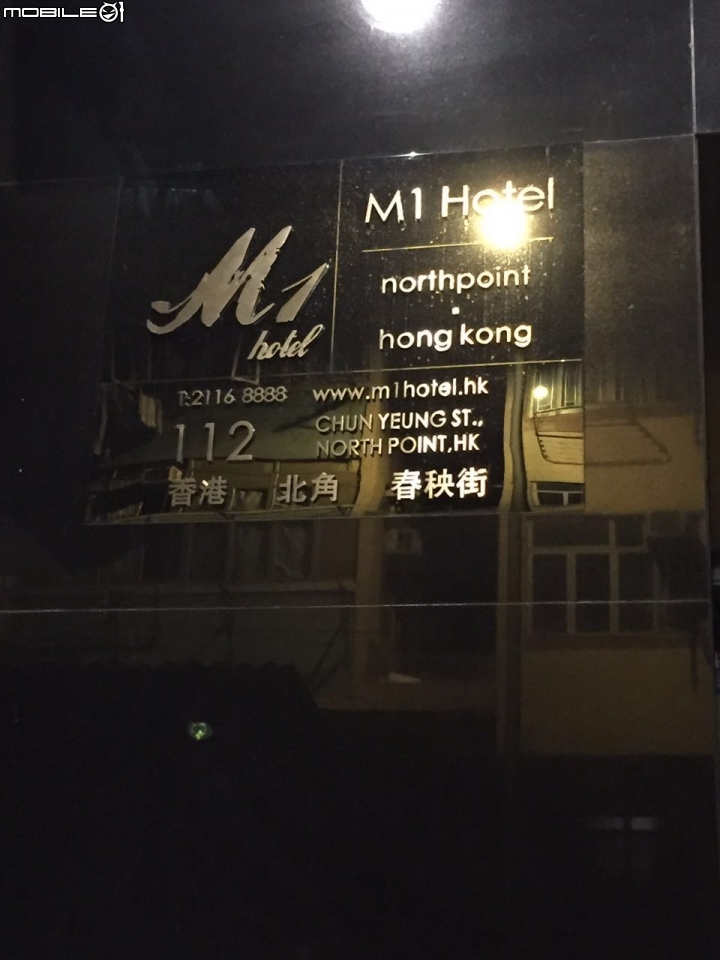 MOBILE01
M1 Hotel
M1
hotel
northpoint
hong kong
T:2116 8888 www.m1hotel.hk
112
CHUN YEUNG ST.,
NORTH POINT, HK
香港 北角 春秧街